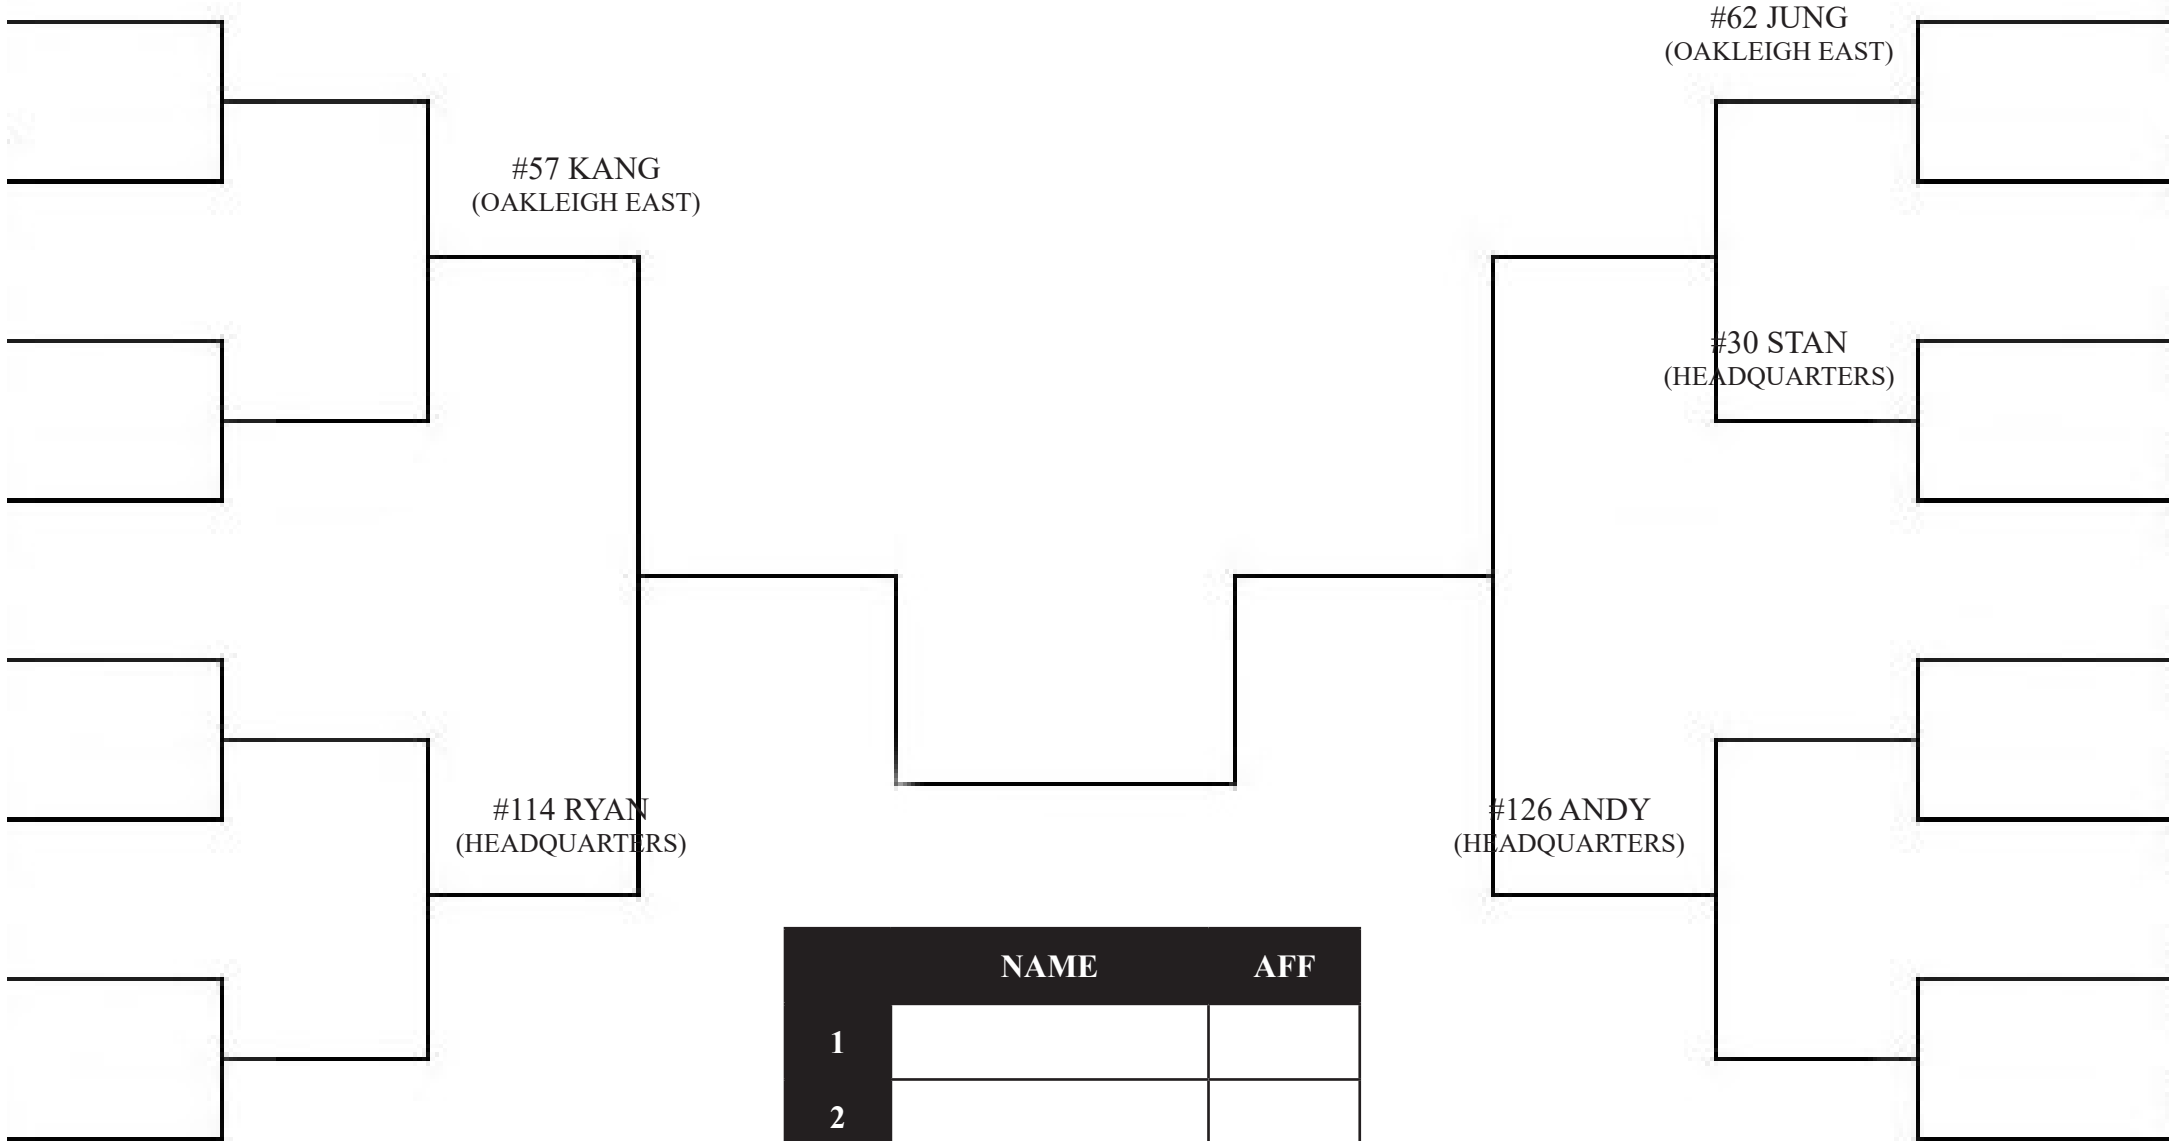 #62 JUNG
(OAKLEIGH EAST)
#57 KANG
(OAKLEIGH EAST)
#30 STAN
(HEADQUARTERS)
#114 RYAN
(HEADQUARTERS)
#126 ANDY
(HEADQUARTERS)
NAME AFF
1
2